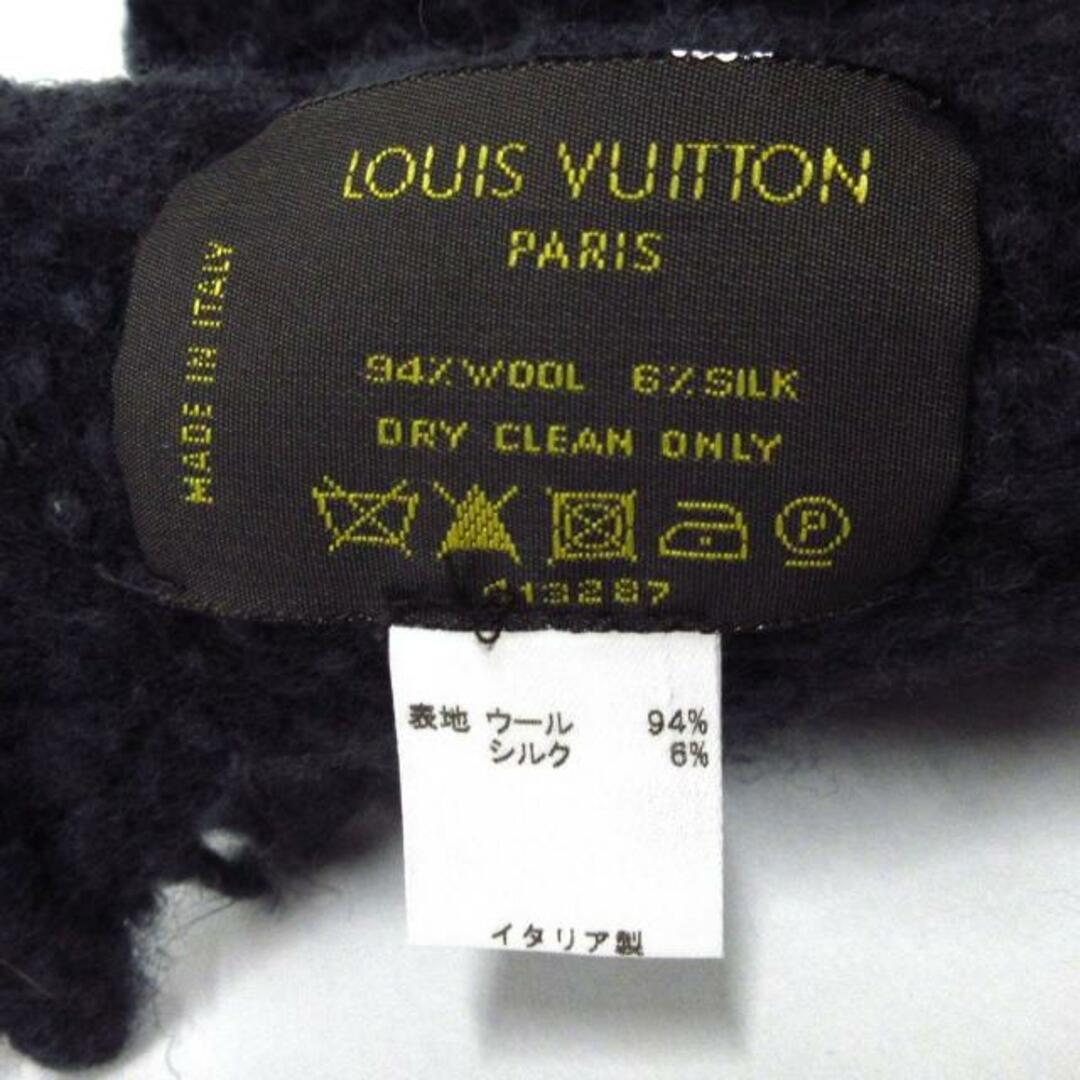 LOUIS VUITTON
PARIS
MADE IN ITALY
94% WOOL 6% SILK
DRY CLEAN ONLY
P
表地 ウール 94%
シルク 6%
イタリア製